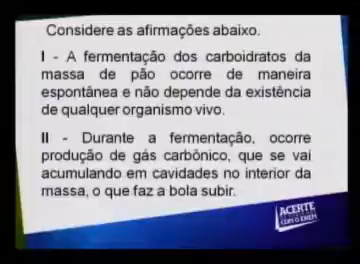 Considere as afirmações abaixo.
I - A fermentação dos carboidratos da
massa de pão ocorre de maneira
espontânea e não depende da existência
de qualquer organismo vivo.
II - Durante a fermentação, ocorre
produção de gás carbônico, que se vai
acumulando em cavidades no interior da
massa, o que faz a bola subir.
ACERTE
COM O ENEM